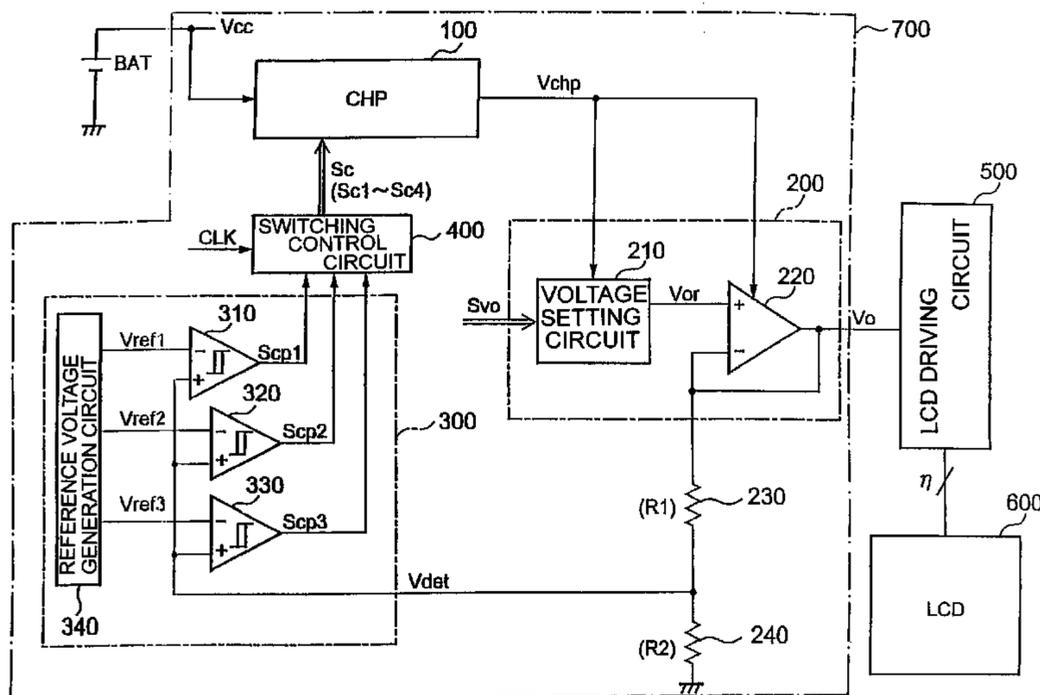 Vcc
100
700
BAT
CHP
Vchp
Sc
(Sc1~Sc4)
200
500
CLK
SWITCHING
CONTROL
CIRCUIT
400
210
220
VOLTAGE
SETTING
CIRCUIT
Svo
Vor
+
-
Vo
LCD DRIVING
CIRCUIT
REFERENCE VOLTAGE
GENERATION CIRCUIT
310
Vref1
-
+
Scp1
320
Vref2
-
+
Scp2
300
330
Vref3
-
+
Scp3
340
Vdet
(R1)
230
(R2)
240
η
600
LCD